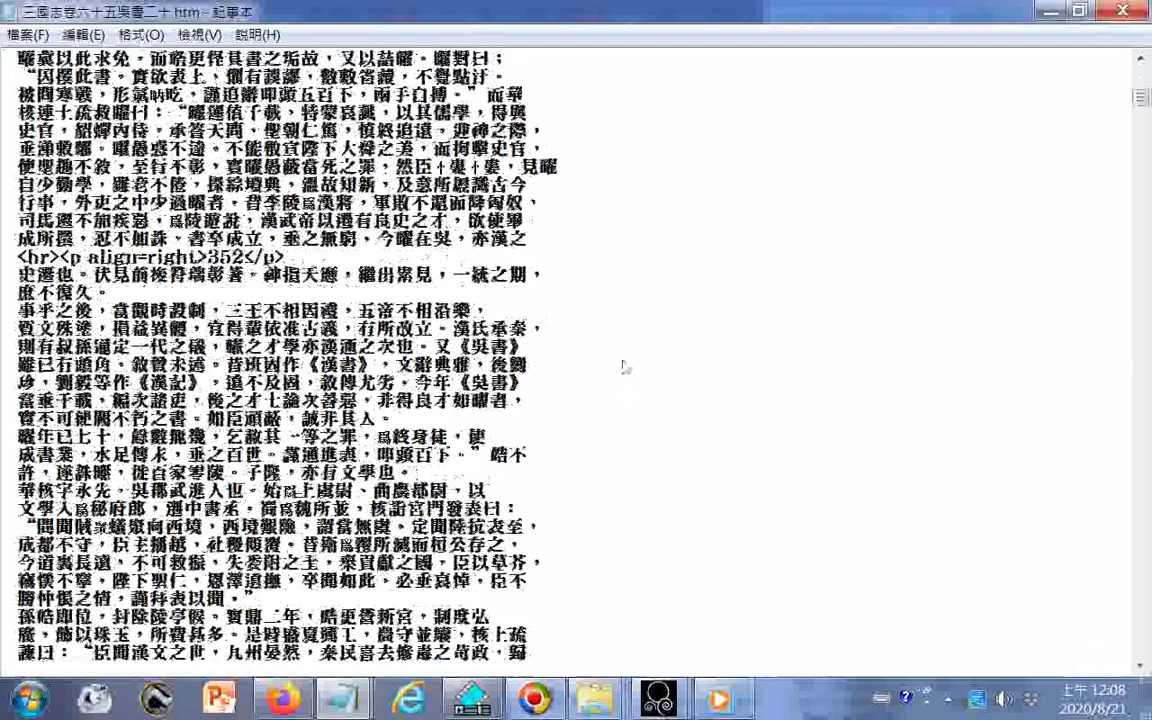 三國志卷六十五吳書二十.htm - 記事本
檔案(F) 編輯(E) 格式(O) 檢視(V) 說明(H)
曜冀以此求免，而皓更怪其書之垢故，又以詰曜。曜對曰：
“囚撰此書，實欲表上，懼有誤謬，數數省讀，不覺點汙。
被問寒戰，形氣吶吃。謹追辭叩頭五百下，兩手自搏。”而華
核連上疏救曜曰：“曜運值千載，特蒙哀識，以其儒學，得與
史官，貂蟬內侍，承答天問，聖朝仁篤，慎終追遠，迎神之際，
垂涕敕曜。曜愚惑不達，不能敷宣陛下大舜之美，而拘繫史官，
使聖趣不敘，至行不彰，實曜愚蔽當死之罪，然臣忄婁忄婁，見曜
自少勤學，雖老不倦，探綜墳典，溫故知新，及意所經識古今
行事，外吏之中少過曜者。昔李陵爲漢將，軍敗不還而降匈奴，
司馬遷不加疾惡，爲陵遊說，漢武帝以遷有良史之才，欲使畢
成所撰，忍不加誅，書卒成立，垂之無窮。今曜在吳，亦漢之
<hr><p align=right>352</p>
史遷也。伏見前後符瑞彰著，神指天應，繼出累見，一統之期，
庶不復久。
事平之後，當觀時設制，三王不相因禮，五帝不相沿樂，
質文殊塗，損益異體，宜得輩依准古義，有所改立。漢氏承秦，
則有叔孫通定一代之儀，曜之才學亦漢通之次也。又《吳書》
雖已有頭角，敘贊未述。昔班固作《漢書》，文辭典雅，後劉
珍，劉毅等作《漢記》，遠不及固，敘傳尤劣。今年《吳書》
當垂千載，編次諸吏，後之才士論次善惡，非得良才如曜者，
實不可使闕不朽之書。如臣頑蔽，誠非其人。
曜年已七十，餘數無幾，乞赦其一等之罪，爲終身徒，使
成書業，永足傳示，垂之百世。謹通進表，叩頭百下。”皓不
許，遂誅曜，徙其家零陵。子隆，亦有文學也。
華核字永先，吳郡武進人也。始爲上虞尉、曲農都尉，以
文學入爲秘府郎，遷中書丞。蜀爲魏所並，核詣宮門發表曰：
“間聞賊衆蟻聚向西境，西境艱險，謂當無虞。定聞陸抗表至，
成都不守，臣主播越，社稷傾覆。昔衛爲翟所滅而桓公存之，
今道裏長遠，不可救振，失委附之土，棄貢獻之國，臣以草芥，
竊懷不寧。陛下聖仁，恩澤遠撫，卒聞如此，必垂哀悼。臣不
勝忡悵之情，謹拜表以聞。”
孫皓即位，封徐陵亭侯。寶鼎二年，皓更營新宮，制度弘
廣，飾以珠玉，所費甚多。是時盛夏興工，農守並廢，核上疏
諫曰：“臣聞漢文之世，九州晏然，秦民喜去慘毒之苛政，歸
上午 12:08
2020/8/21